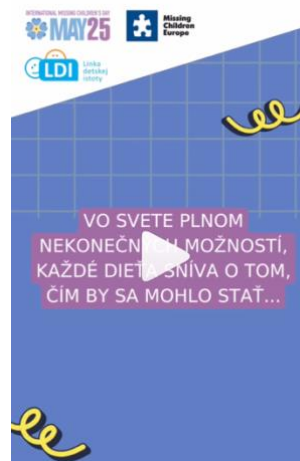 INTERNATIONAL MISSING CHILDREN'S DAY
MAY25
Missing
Children
Europe
LDI
Linka
detskej
istoty
VO SVETE PLNOM
NEKONEČNÝCH MOŽNOSTÍ,
KAŽDÉ DIEŤA SNÍVA O TOM,
ČÍM BY SA MOHLO STAŤ...